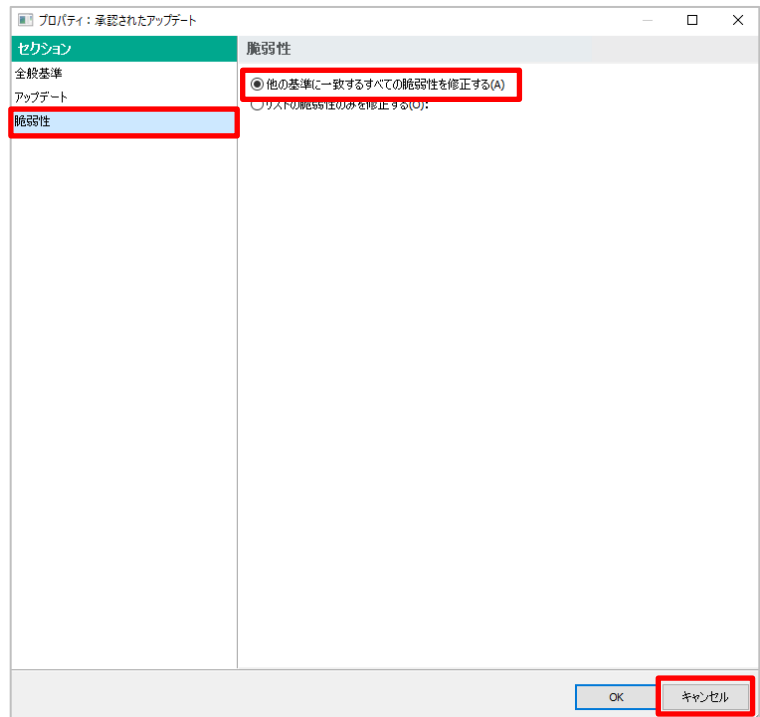 プロパティ：承認されたアップデート
セクション
全般基準
アップデート
脆弱性
脆弱性
他の基準に一致するすべての脆弱性を修正する(A)
リストの脆弱性のみを修正する(O):
OK
キャンセル